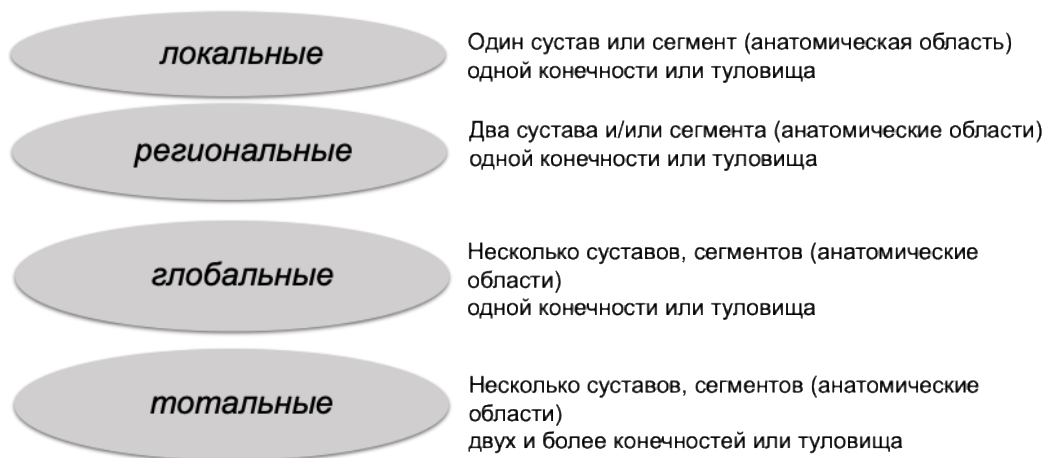 локальные
Один сустав или сегмент (анатомическая область)
одной конечности или туловища
региональные
Два сустава и/или сегмента (анатомические области)
одной конечности или туловища
глобальные
Несколько суставов, сегментов (анатомические
области)
одной конечности или туловища
тотальные
Несколько суставов, сегментов (анатомические
области)
двух и более конечностей или туловища